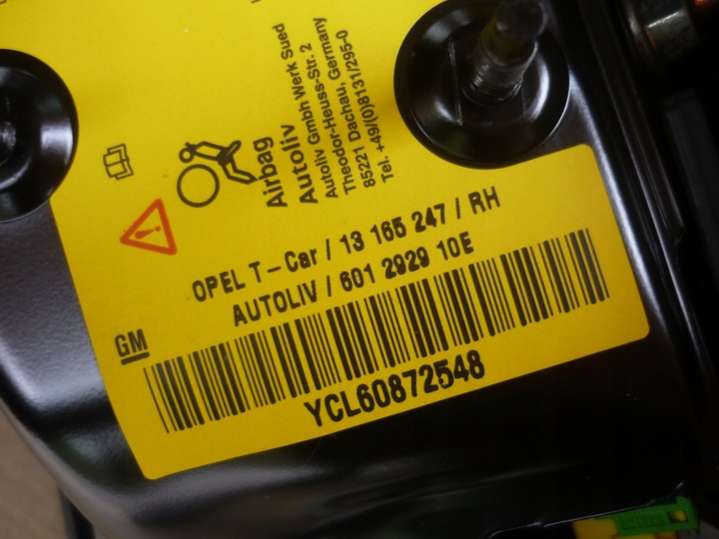 Airbag
Autoliv
Autoliv Gmbh Werk Sued
Theodor-Heuss-Str. 2
85221 Dachau, Germany
Tel. +49/(0)8131/295-0
OPEL T-Car / 13 165 247 / RH
AUTOLIV / 601 2929 10E
GM
YCL60872548